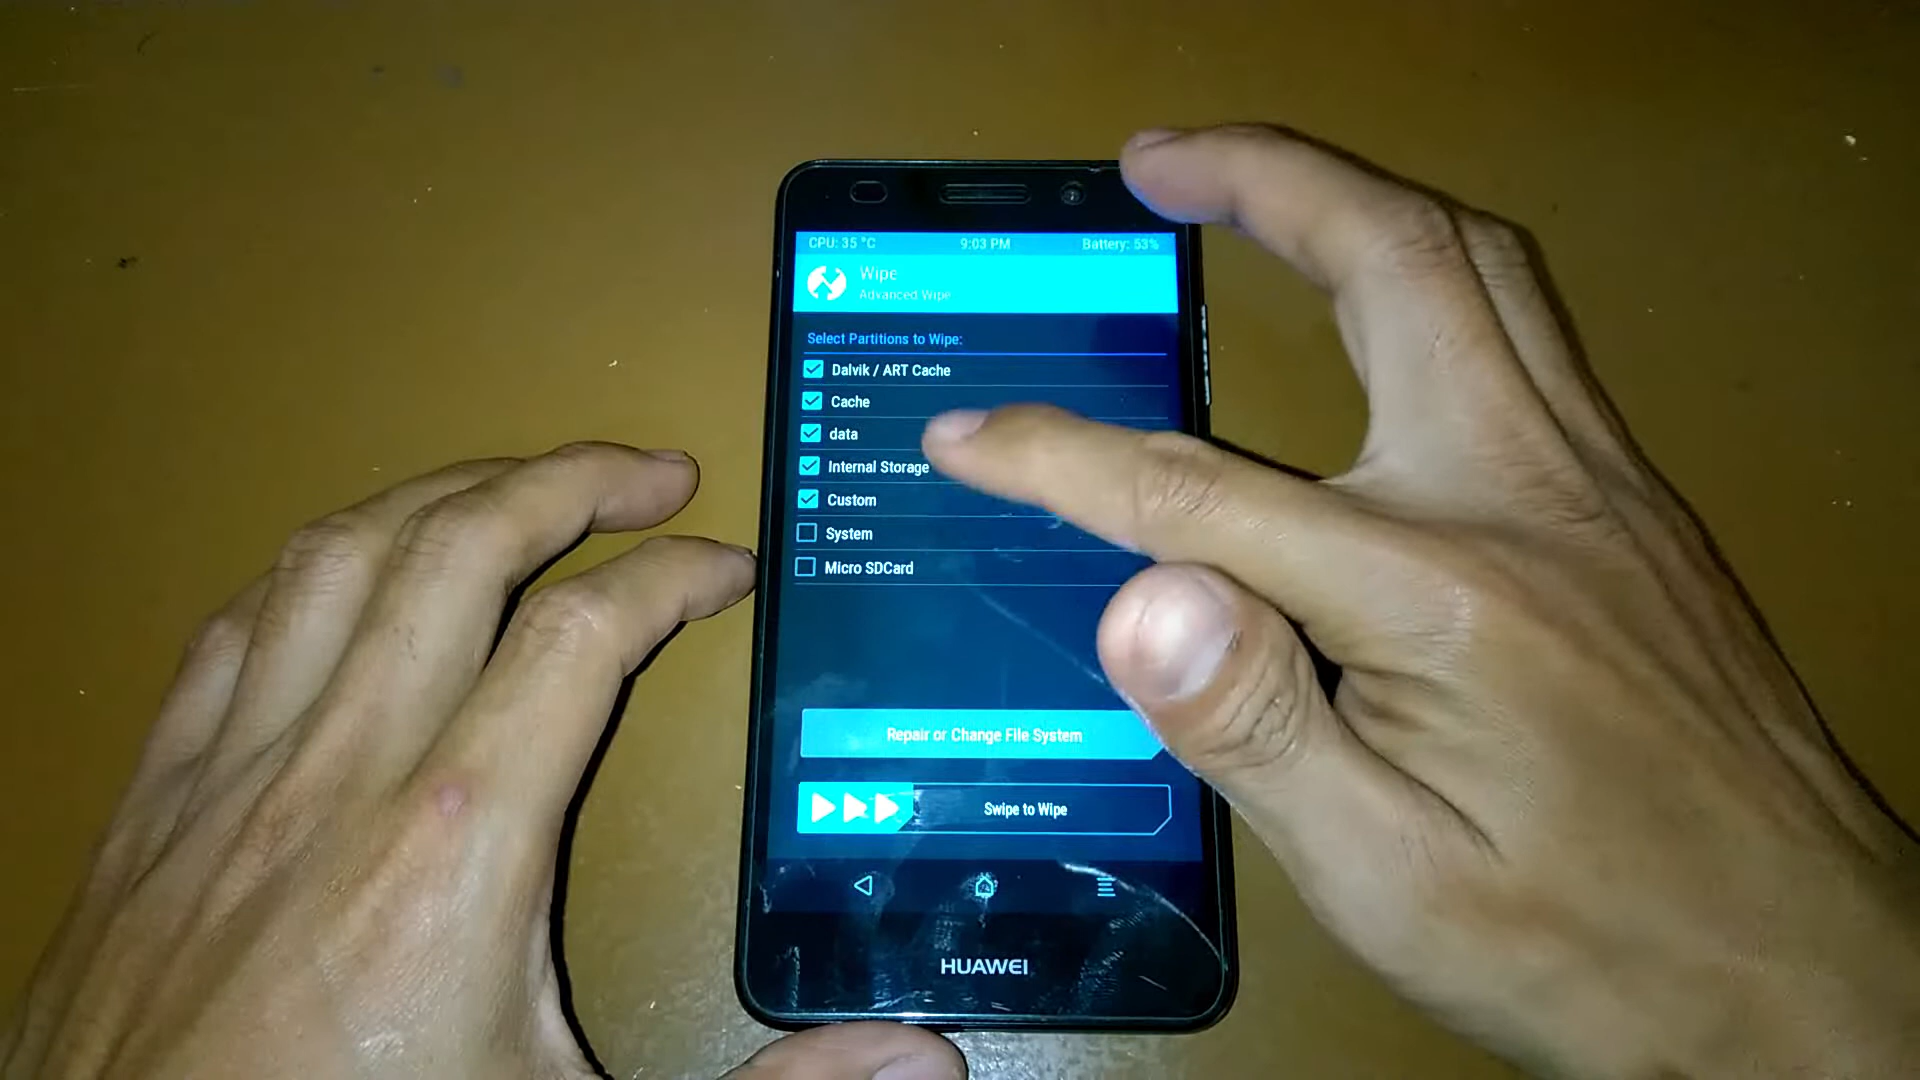 CPU: 35 °C 9:03 PM Battery: 53%
Wipe
Advanced Wipe
Select Partitions to Wipe:
Dalvik / ART Cache
Cache
data
Internal Storage
Custom
System
Micro SDCard
Repair or Change File System
Swipe to Wipe
HUAWEI